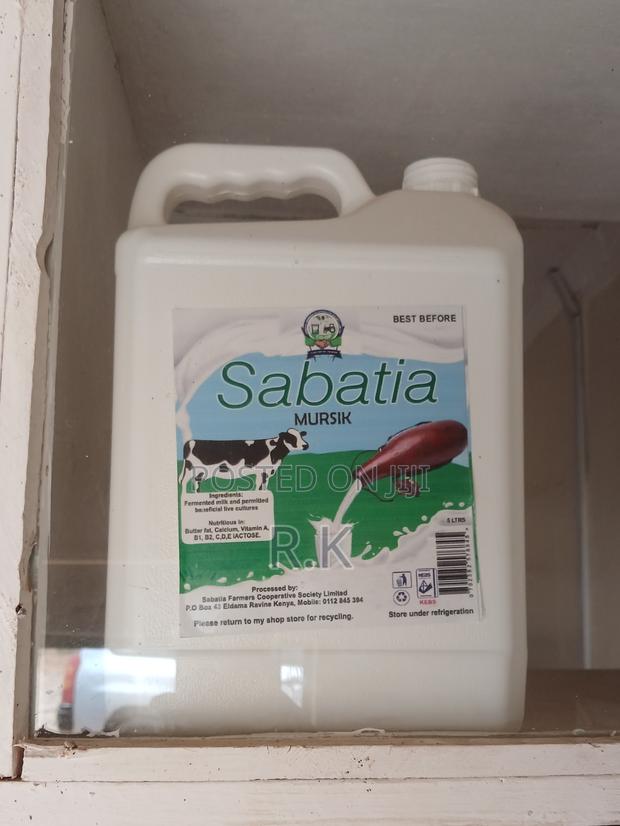 BEST BEFORE
Sabatia
MURSIK
POSTED ON JIJI
R.K
Ingredients:
Fermented milk and permitted
beneficial live cultures
Nutritious in:
Butter fat, Calcium, Vitamin A,
B1, B2, C,D,E lACTOSE.
5 LTRS
Processed by:
Sabatia Farmers Cooperative Society Limited
P.O Box 43 Eldama Ravine Kenya, Mobile: 0112 845 394
Please return to my shop store for recycling.
KEBS
Store under refrigeration